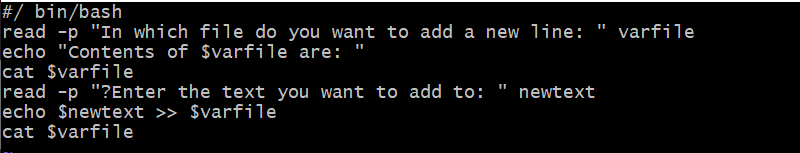 #/ bin/bash
read -p "In which file do you want to add a new line: " varfile
echo "Contents of $varfile are: "
cat $varfile
read -p "?Enter the text you want to add to: " newtext
echo $newtext >> $varfile
cat $varfile